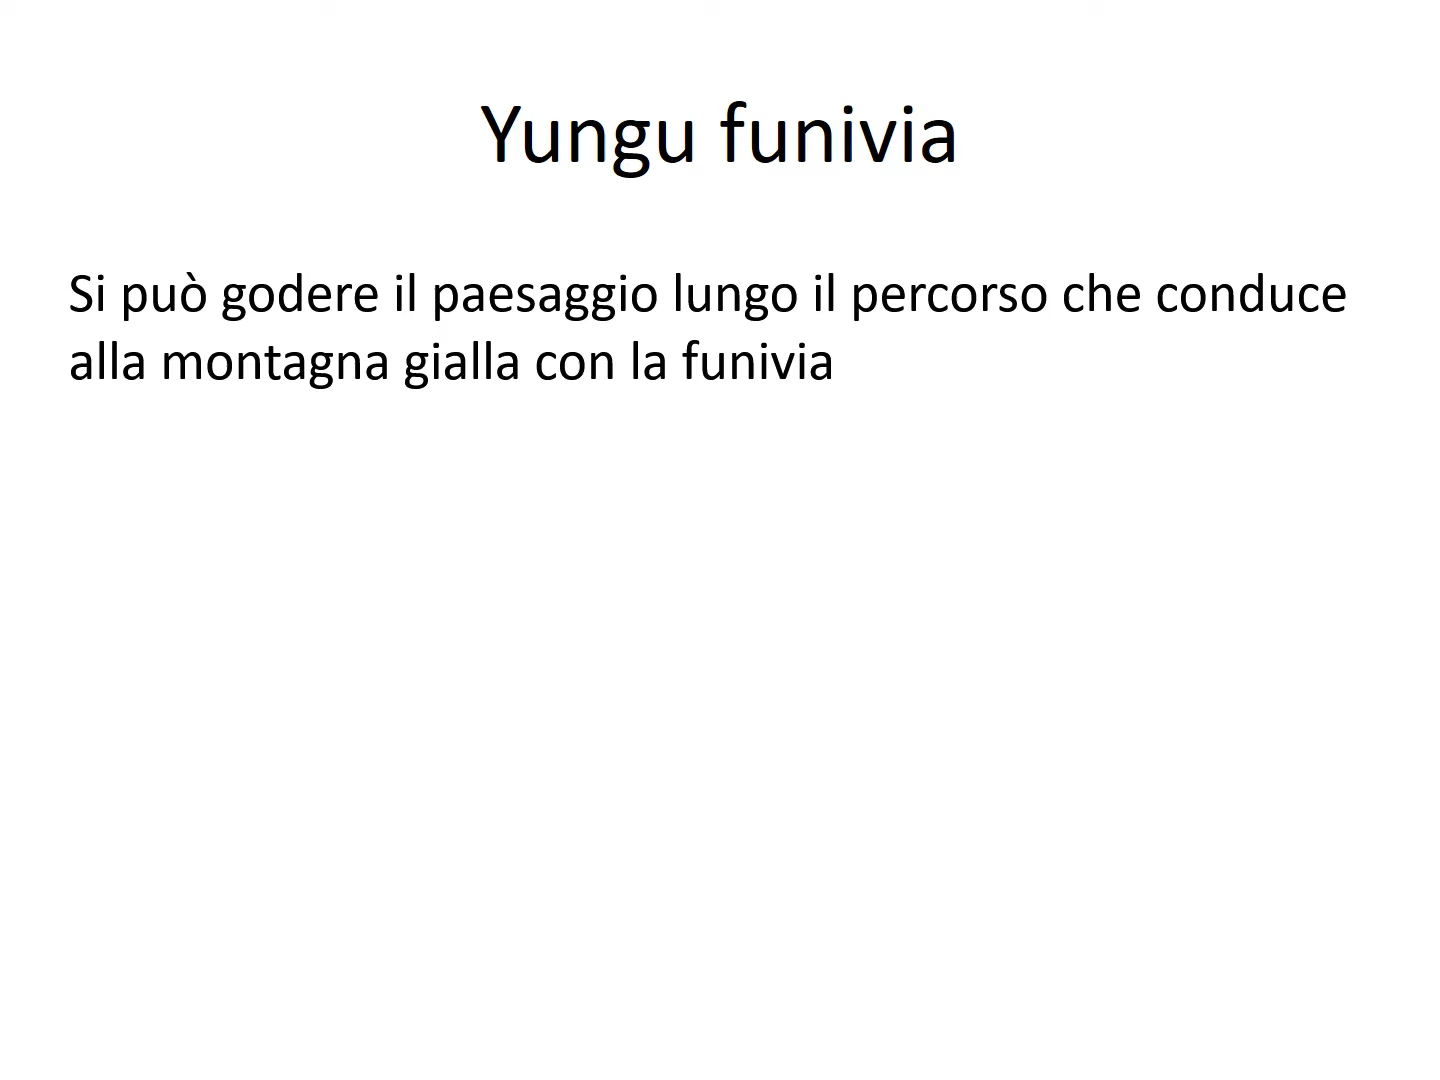 Yungu funivia
Si può godere il paesaggio lungo il percorso che conduce
alla montagna gialla con la funivia